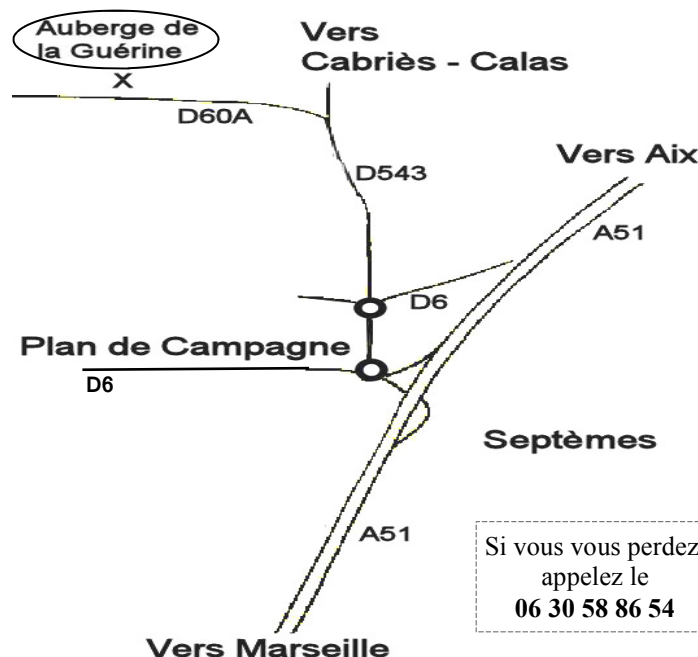 Auberge de
la Guérine
X
Vers
Cabriès - Calas
D60A
D543
Vers Aix
A51
D6
Plan de Campagne
D6
Septèmes
A51
Si vous vous perdez
appelez le
06 30 58 86 54
Vers Marseille